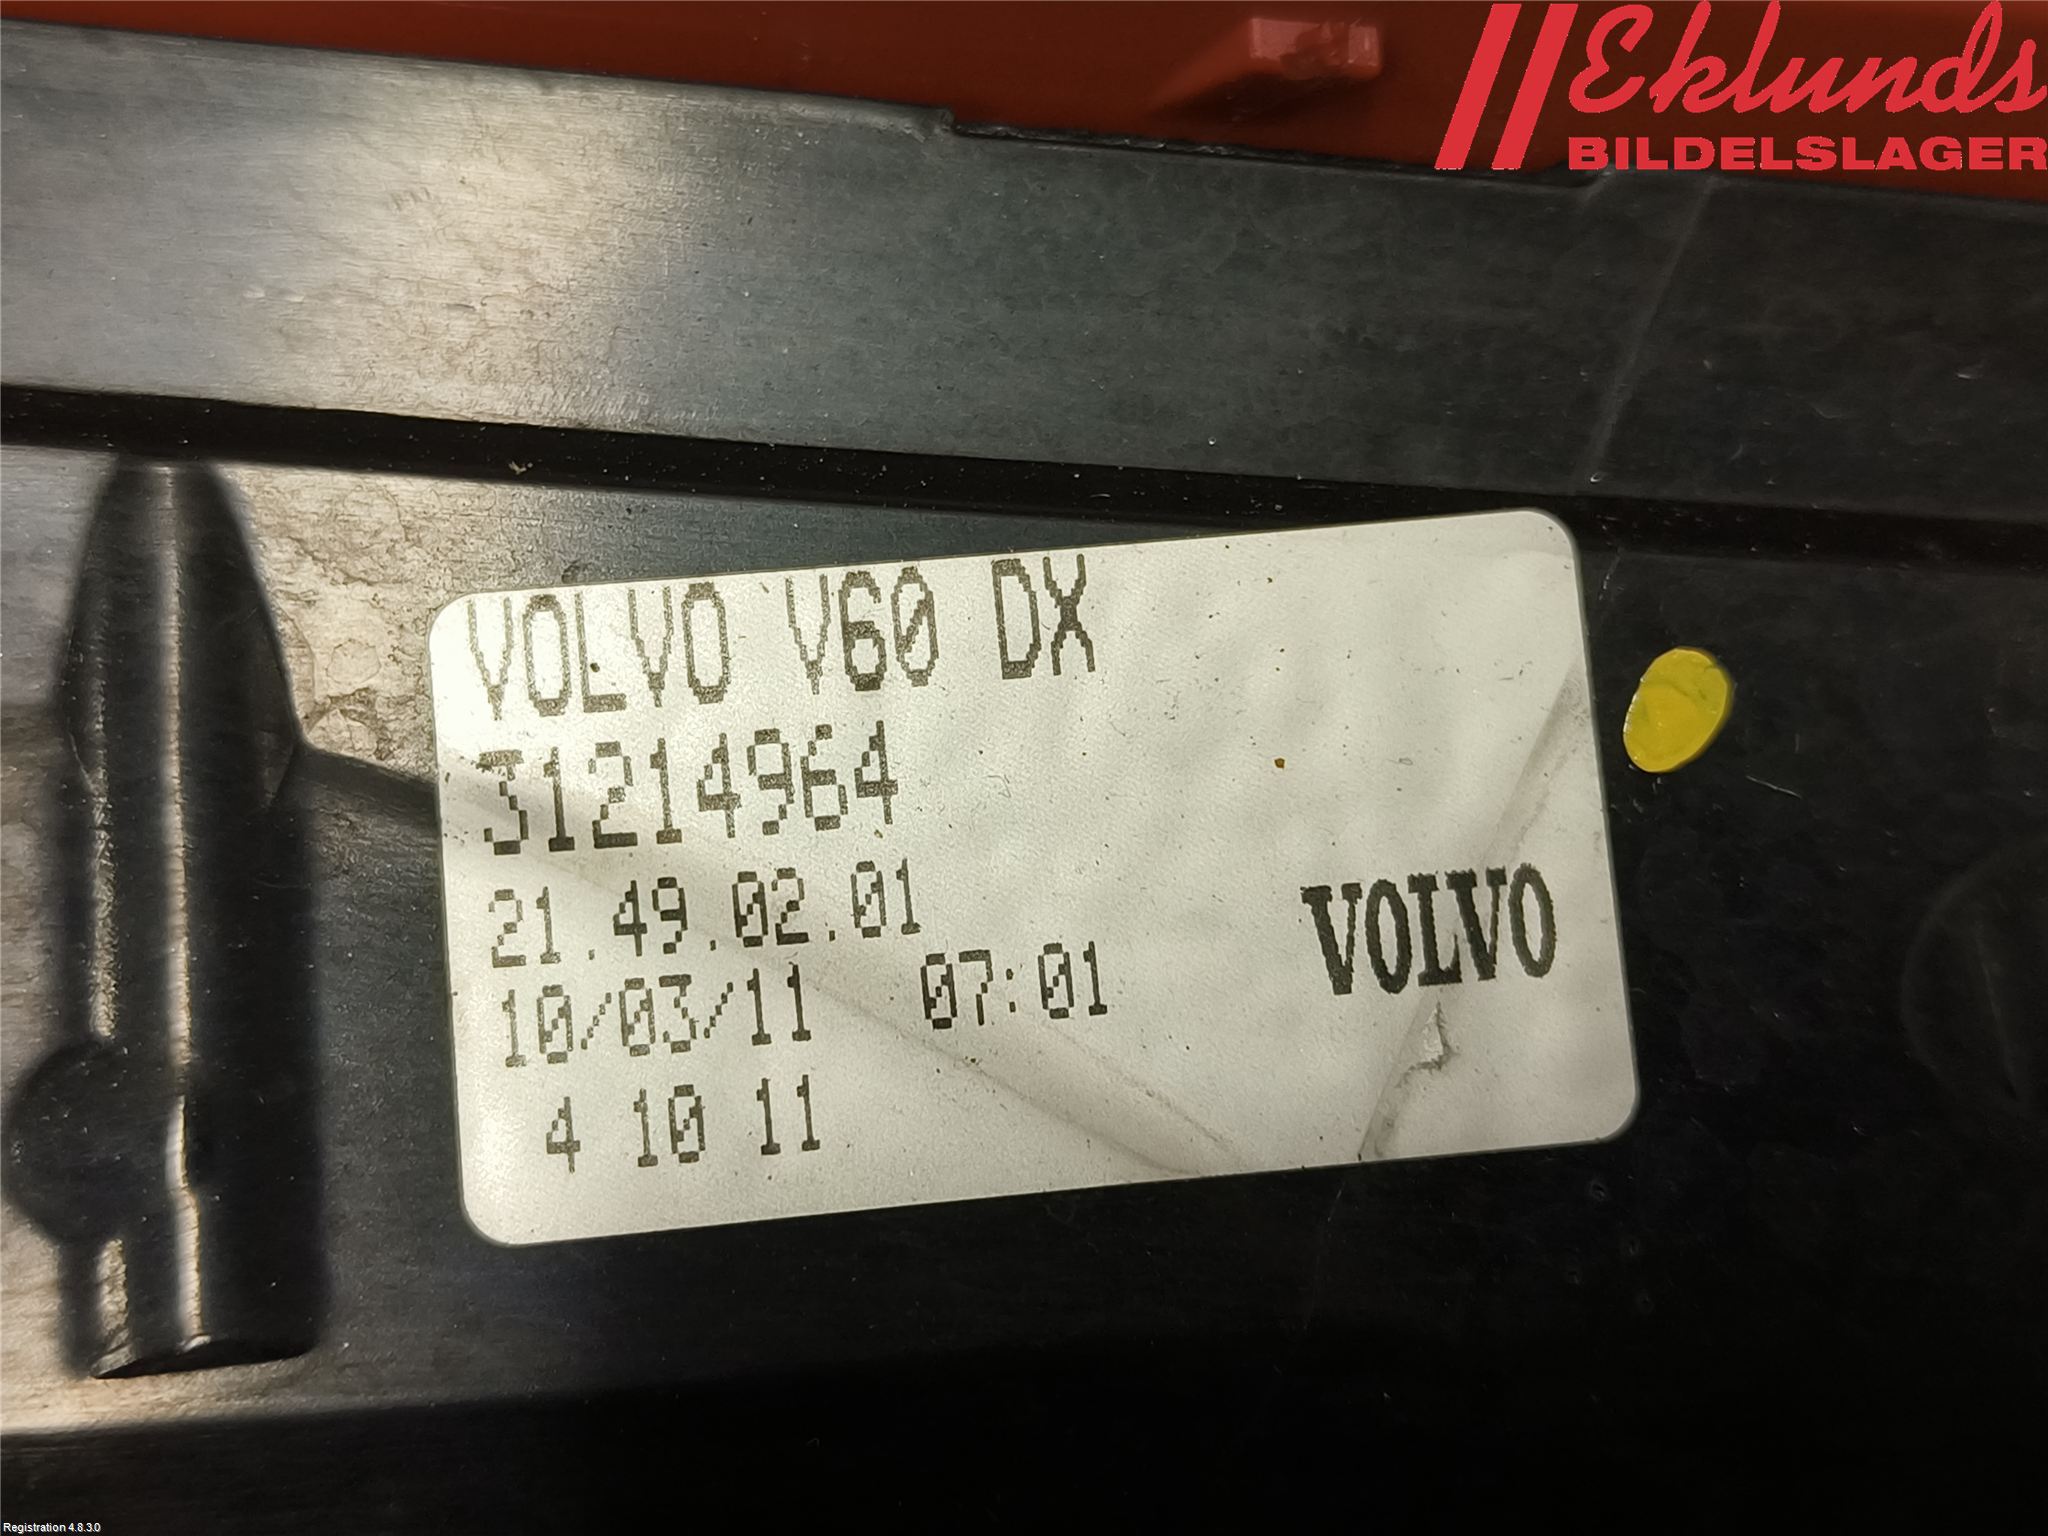 Eklunds
BILDELSLAGER
VOLVO V60 DX
31214964
21.49.02.01
10/03/11 07:01
VOLVO
4 10 11
Registration 4.8.3.0